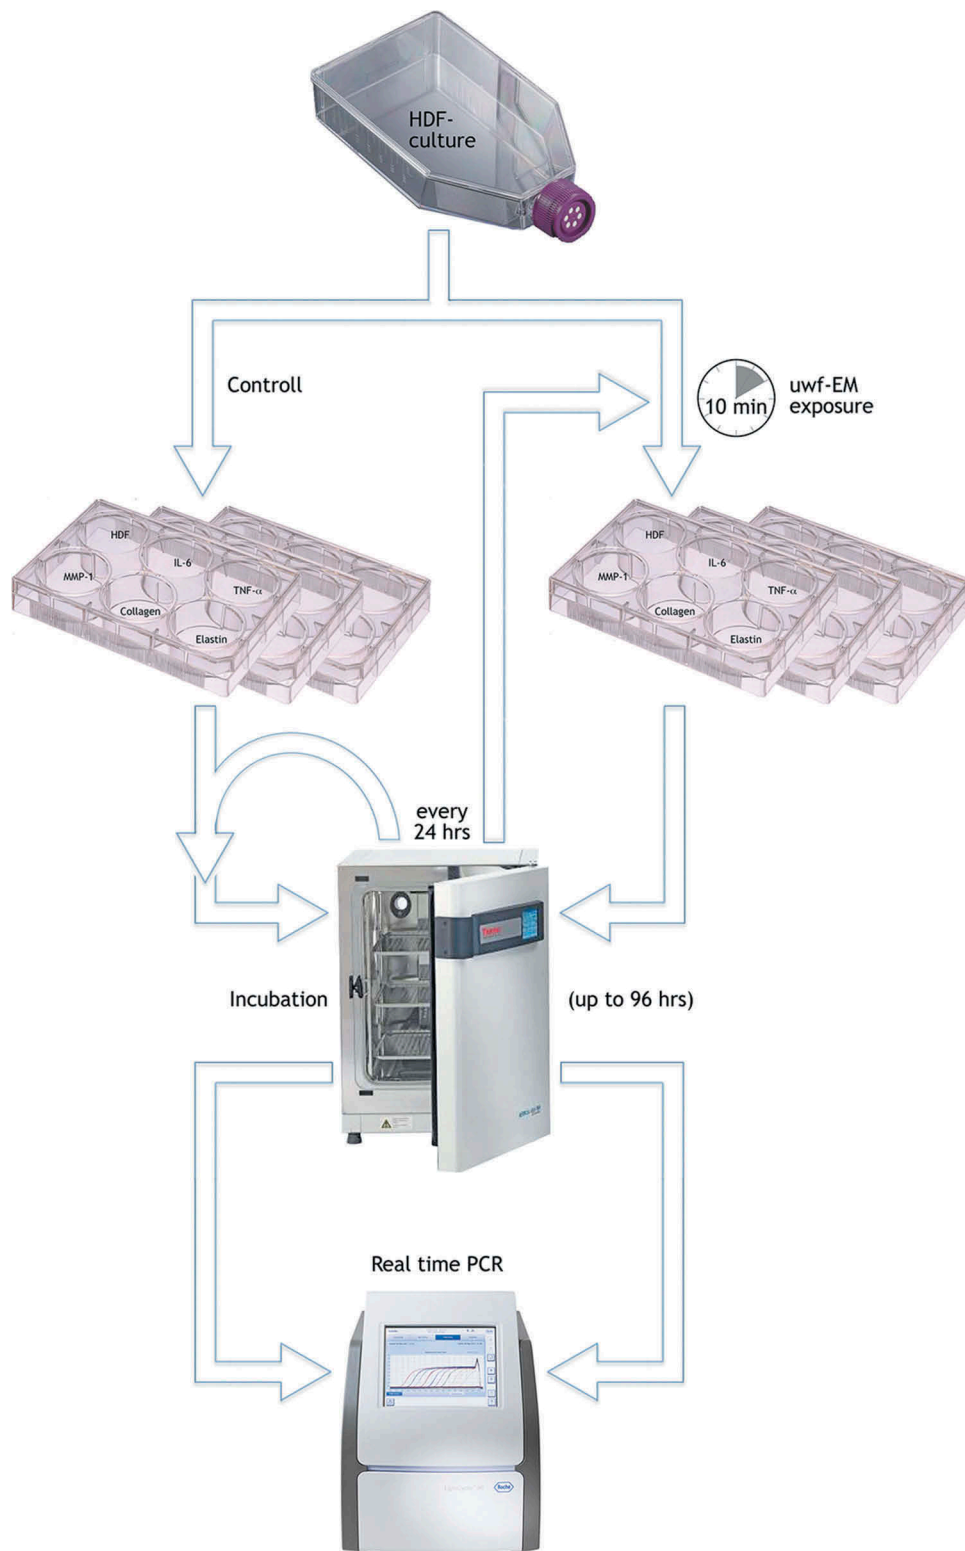 HDF-
culture
Controll
10 min
uwf-EM
exposure
HDF
IL-6
MMP-1
TNF-α
Collagen
Elastin
HDF
IL-6
MMP-1
TNF-α
Collagen
Elastin
every
24 hrs
Incubation
(up to 96 hrs)
Real time PCR
Roche